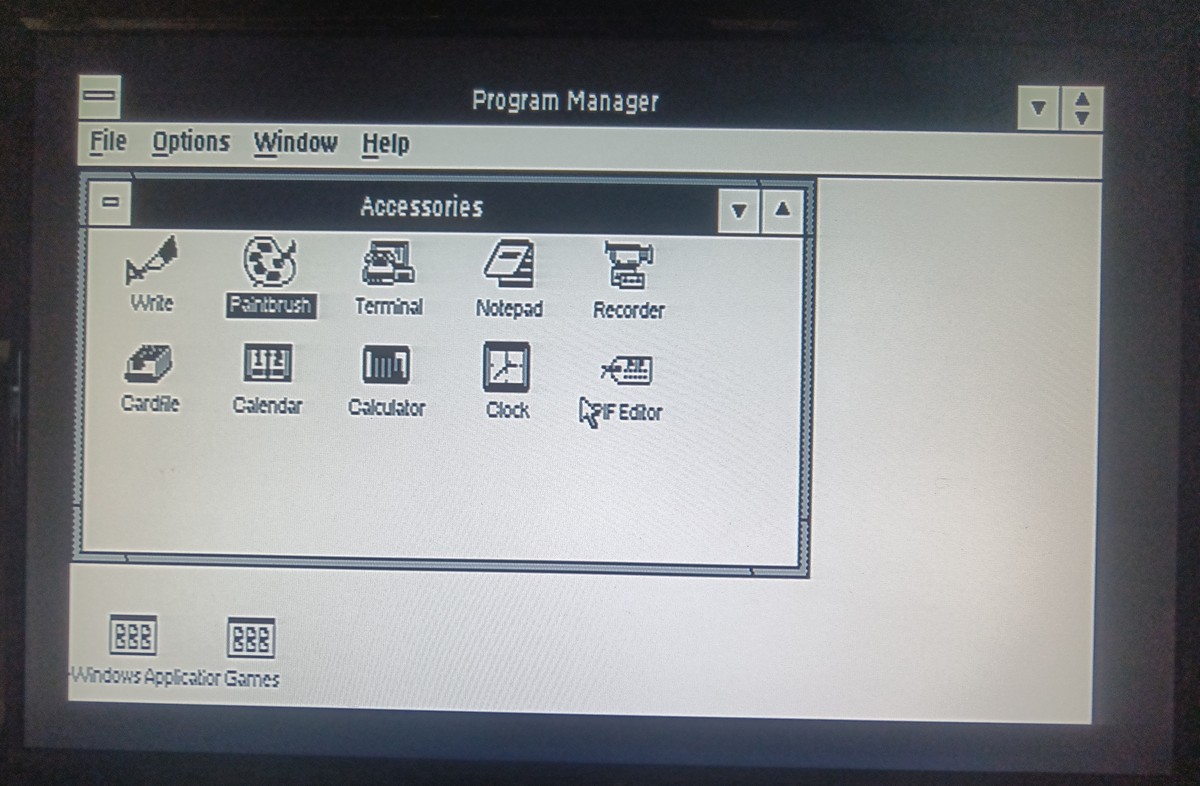 Program Manager
File Options Window Help
Accessories
Write Paintbrush Terminal Notepad Recorder
Cardfile Calendar Calculator Clock PIF Editor
-Windows Applicatior Games